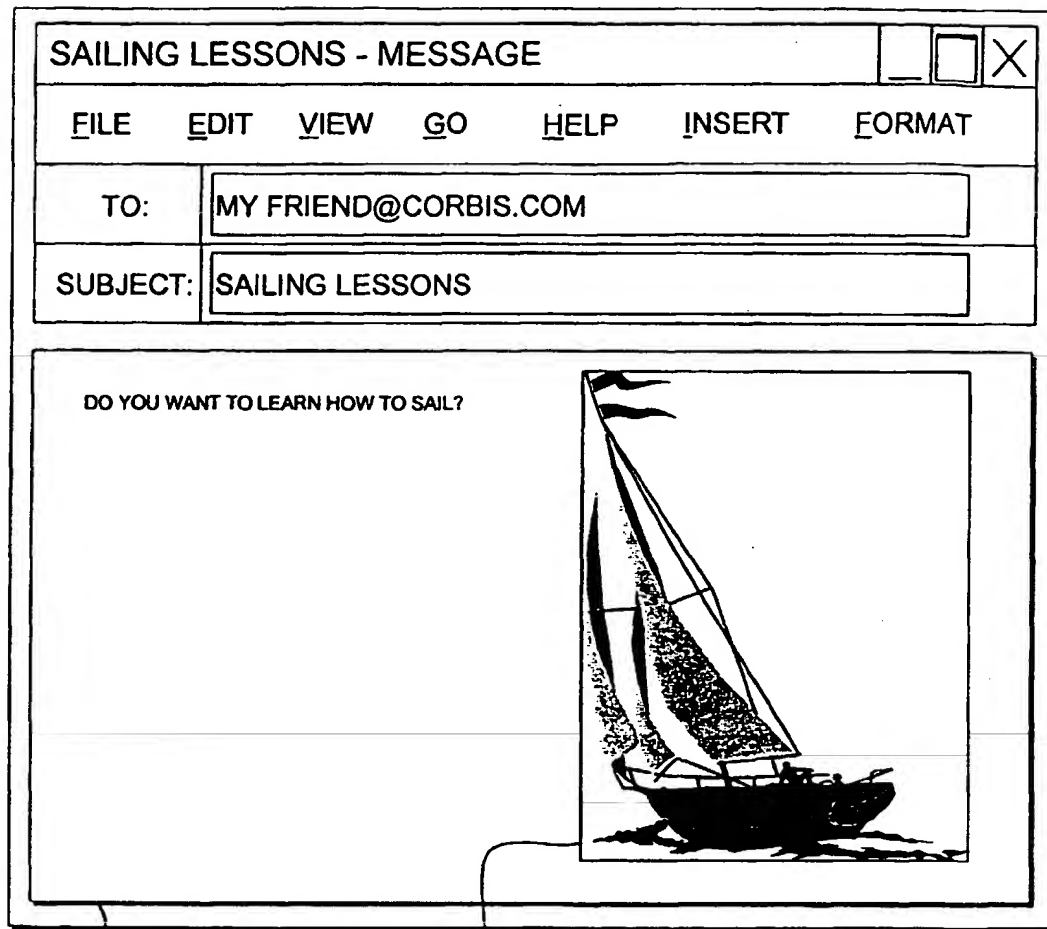 SAILING LESSONS - MESSAGE
FILE EDIT VIEW GO HELP INSERT FORMAT
TO: MY FRIEND@CORBIS.COM
SUBJECT: SAILING LESSONS
DO YOU WANT TO LEARN HOW TO SAIL?